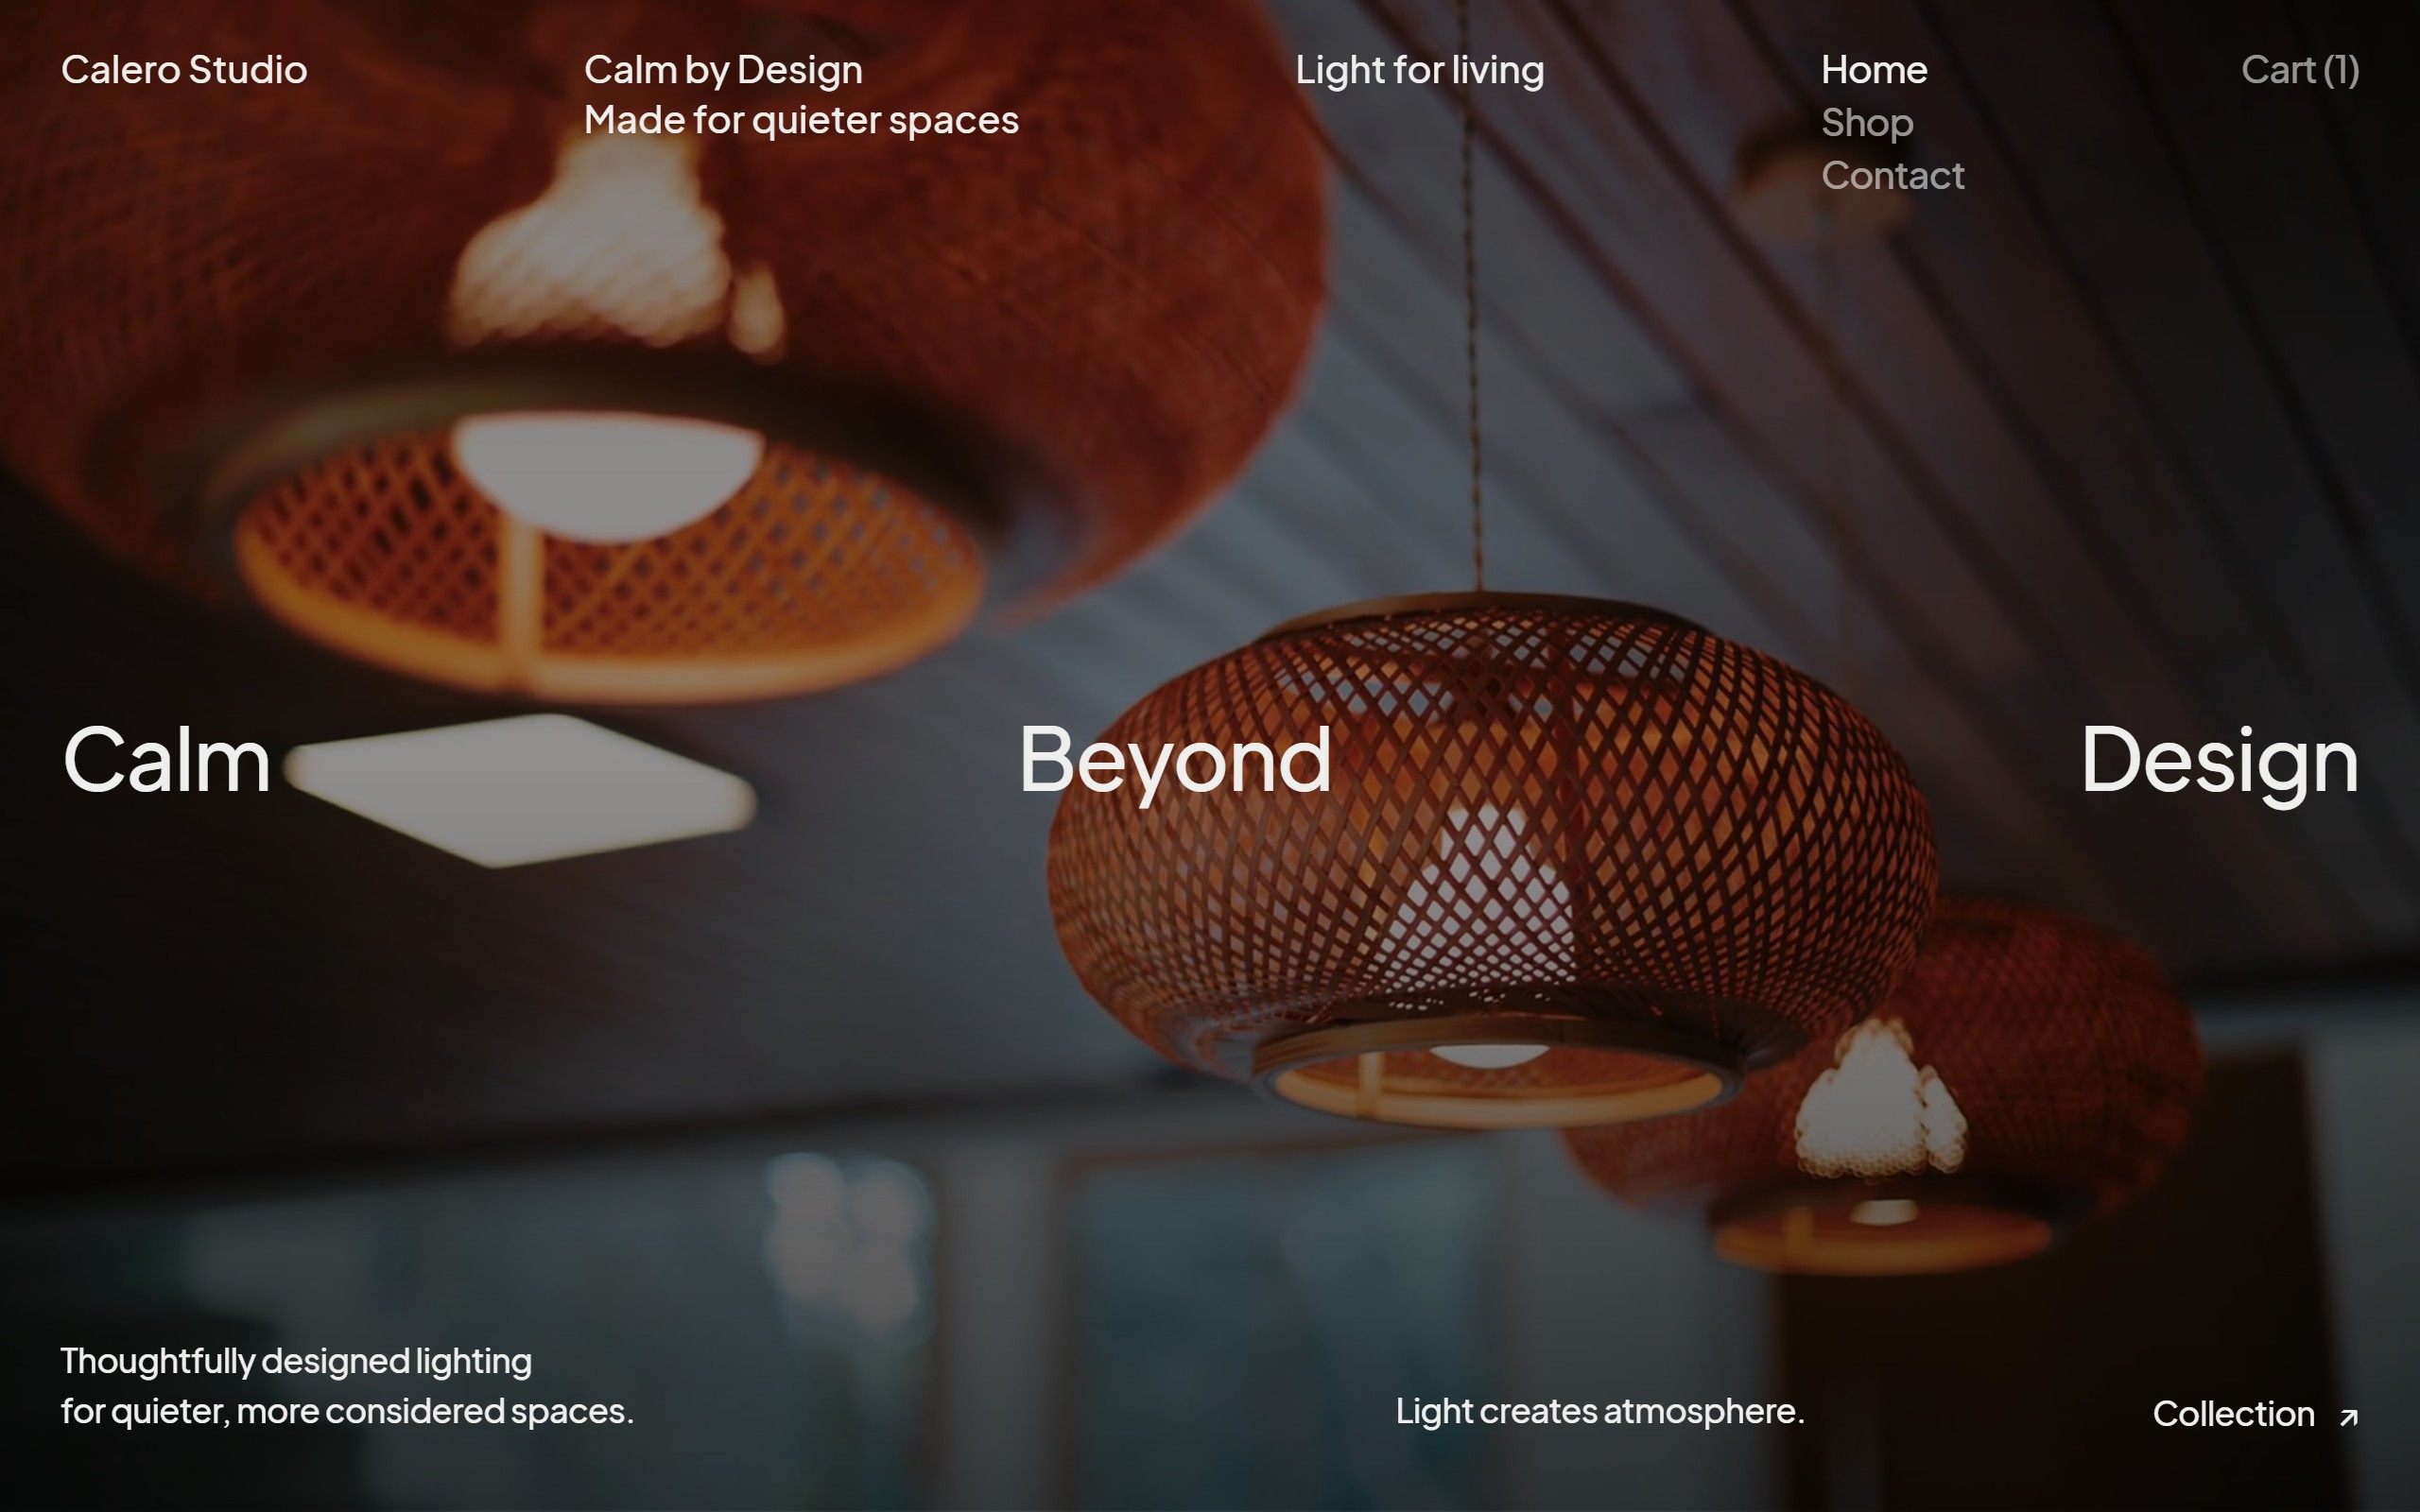 Calero Studio
Calm by Design
Made for quieter spaces
Light for living
Home
Shop
Contact
Cart (1)
Calm
Beyond
Design
Thoughtfully designed lighting
for quieter, more considered spaces.
Light creates atmosphere.
Collection ↗